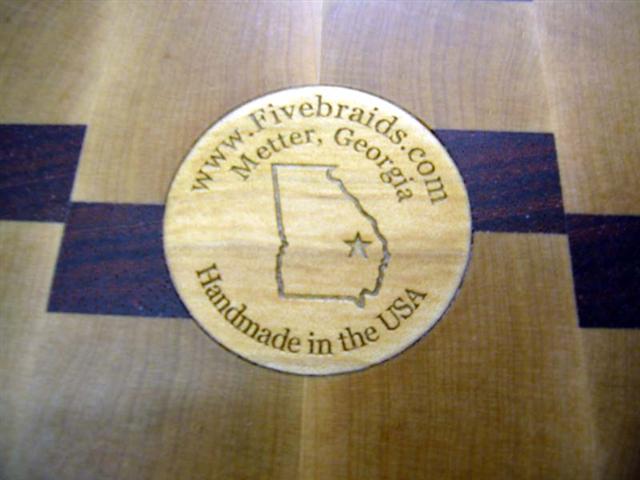 www.Fivebraids.com
Metter, Georgia
Handmade in the USA